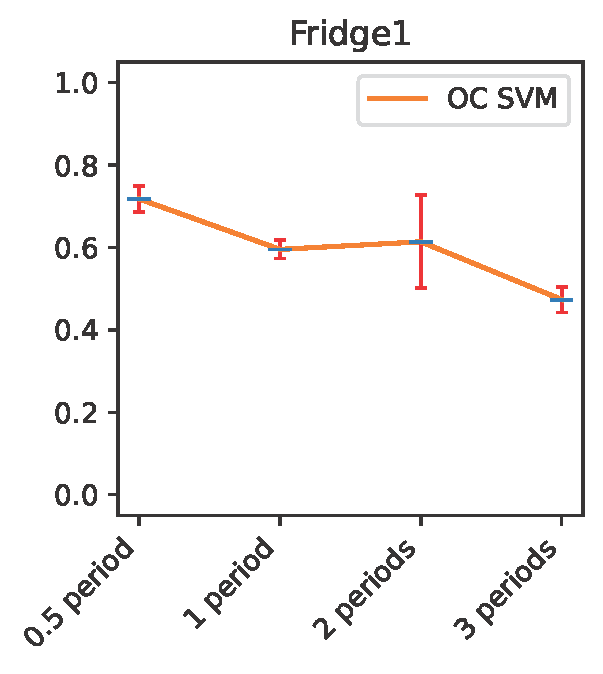 Fridge1
OC SVM
1.0
0.8
0.6
0.4
0.2
0.0
0.5 period
1 period
2 periods
3 periods